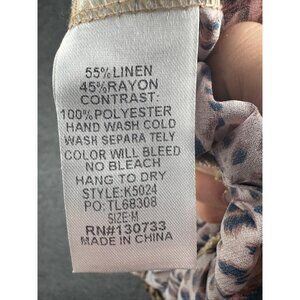 55% LINEN
45% RAYON
CONTRAST:
100% POLYESTER
HAND WASH COLD
WASH SEPARA TELY
COLOR WILL BLEED
NO BLEACH
HANG TO DRY
STYLE:K5024
PO:TL68308
SIZE:M
RN#130733
MADE IN CHINA